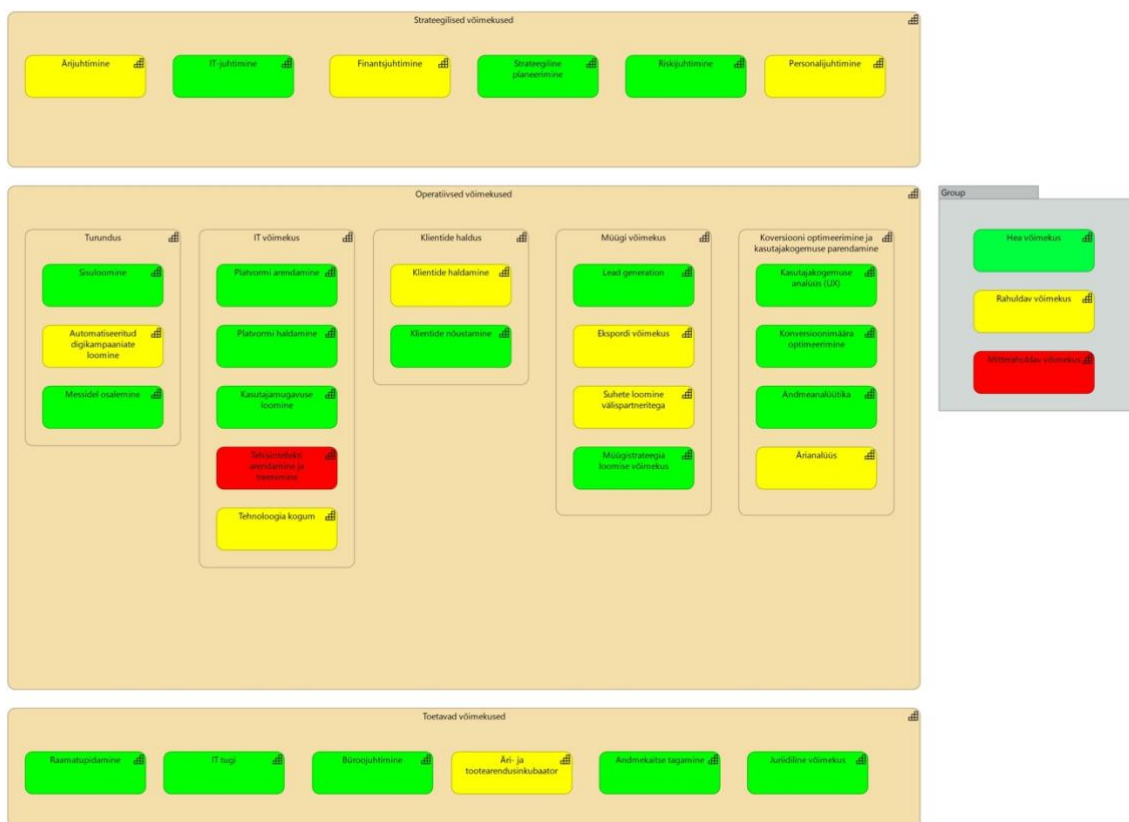 Strateegilised võimekused
Ärijuhtimine
IT-juhtimine
Finantsjuhtimine
Strateegiline
planeerimine
Riskijuhtimine
Personalijuhtimine
Operatiivsed võimekused
Turundus
Sisuloomine
Automatiseeritud
digikampaaniate
loomine
Messidel osalemine
IT võimekus
Platvormi arendamine
Platvormi haldamine
Kasutajamugavuse
loomine
Tehisintellekti
arendamine ja
treenimine
Tehnoloogia kogum
Klientide haldus
Klientide haldamine
Klientide nõustamine
Müügi võimekus
Lead generation
Ekspordi võimekus
Suhete loomine
välispartneritega
Müügistrateegia
loomise võimekus
Koversiooni optimeerimine ja
kasutajakogemuse parendamine
Kasutajakogemuse
analüüs (UX)
Konversioonimäära
optimeerimine
Andmeanalüütika
Ärianalüüs
Group
Hea võimekus
Rahuldav võimekus
Mitterahuldav võimekus
Toetavad võimekused
Raamatupidamine
IT tugi
Büroojuhtimine
Äri- ja
tootearendusinkubaator
Andmekaitse tagamine
Juriidiline võimekus